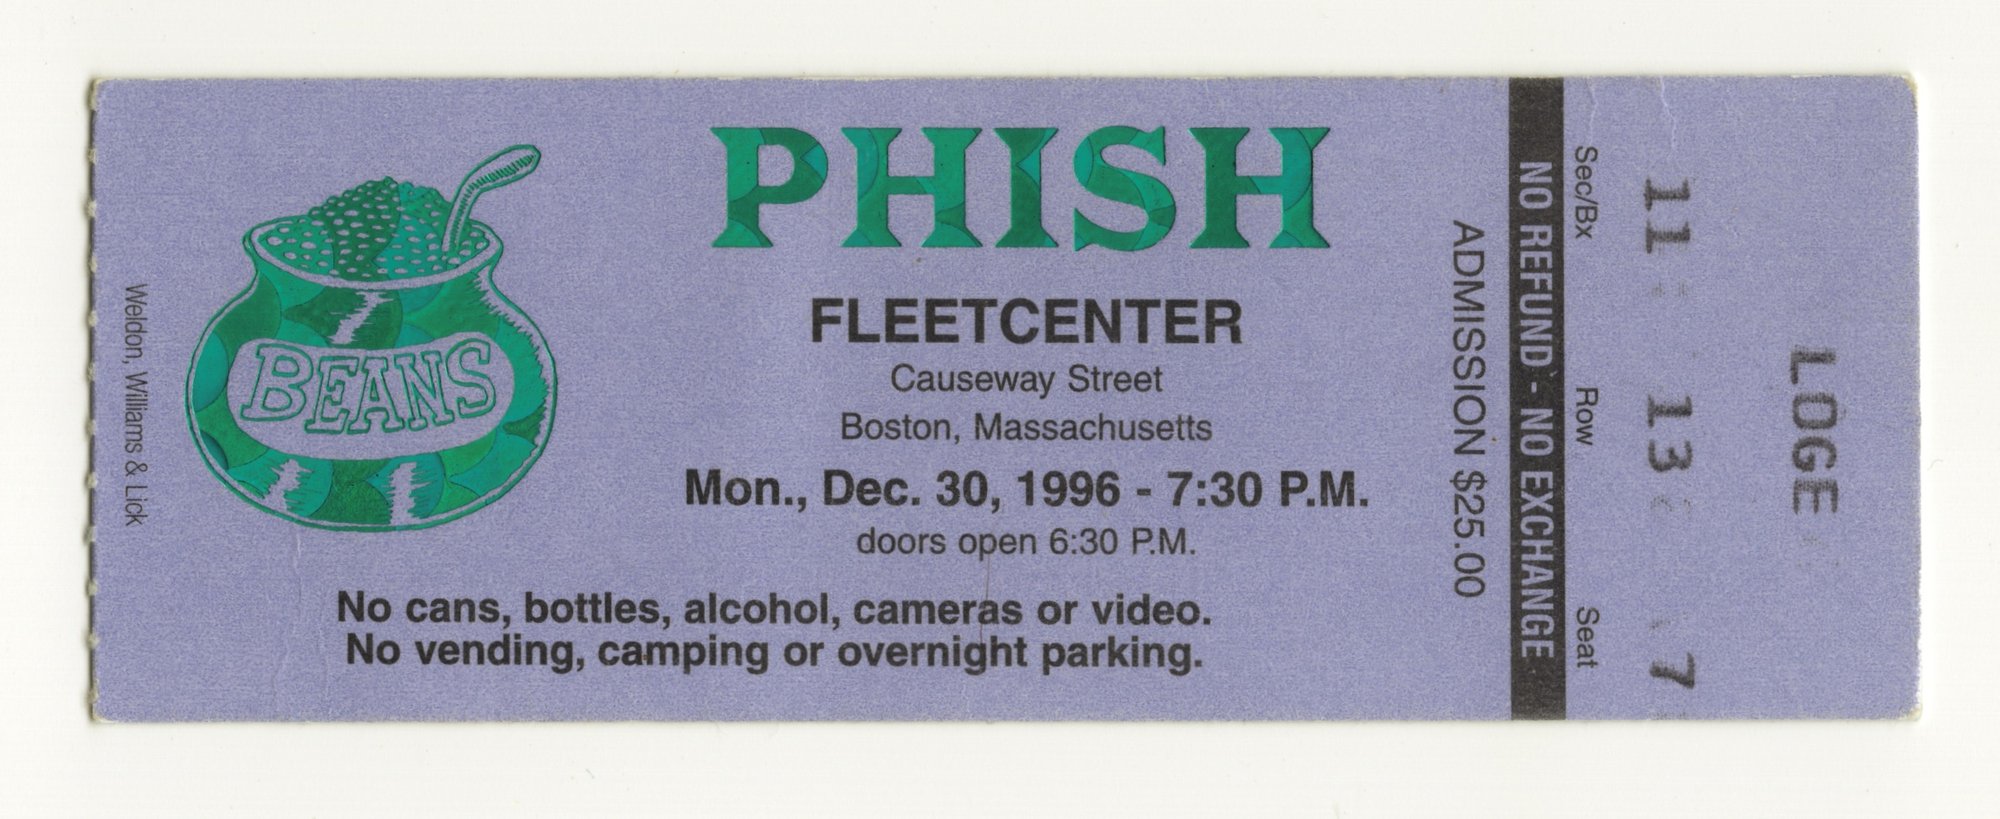 PHISH
BEANS
Weldon, Williams & Lick
FLEETCENTER
Causeway Street
Boston, Massachusetts
Mon., Dec. 30, 1996 - 7:30 P.M.
doors open 6:30 P.M.
No cans, bottles, alcohol, cameras or video.
No vending, camping or overnight parking.
ADMISSION $25.00
NO REFUND - NO EXCHANGE
Sec/Bx Row Seat
11 13 7
LOGE